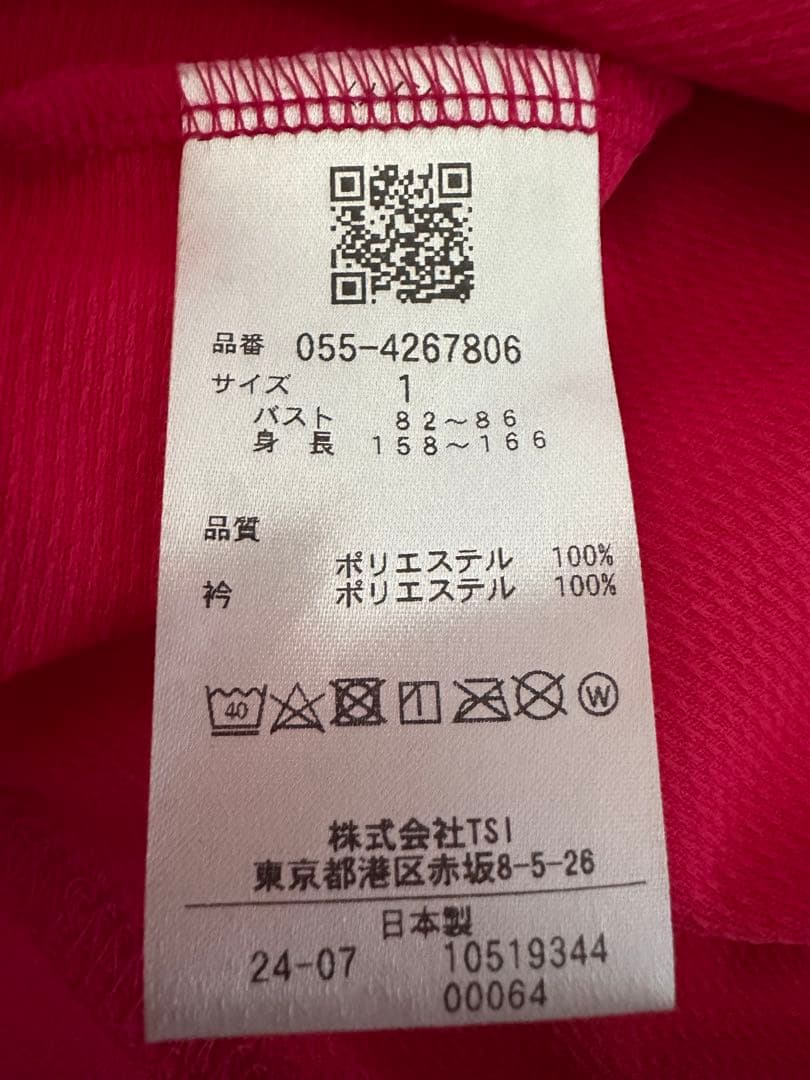 品番 055-4267806
サイズ 1
バスト 82～86
身長 158～166
品質
ポリエステル 100%
衿 ポリエステル 100%
40 W
株式会社TSI
東京都港区赤坂8-5-26
日本製
24-07 10519344
00064